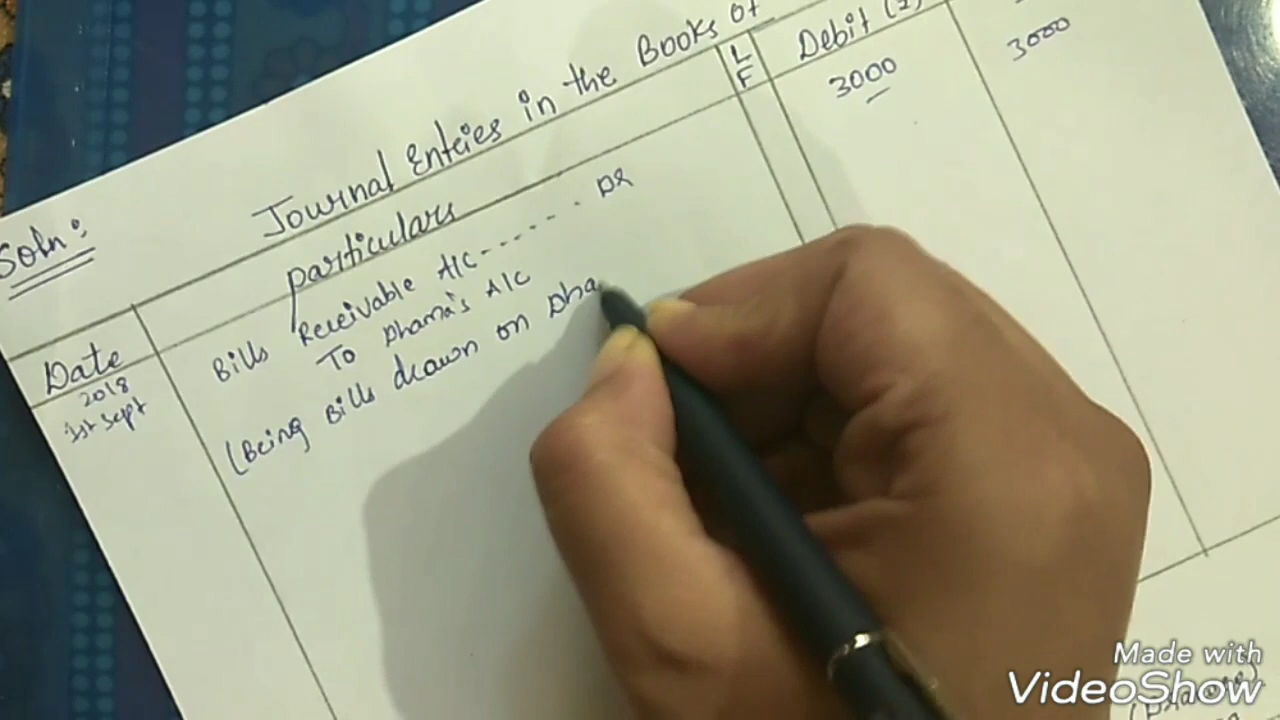 Soln:
Journal Entries in the Books of
Date
particulars
L
F
Debit (₹)
2018
1st Sept
Bills Receivable A/C ------- DR
3000
3000
To Dhama's A/C
(Being Bills drawn on Dha
Made with
VideoShow